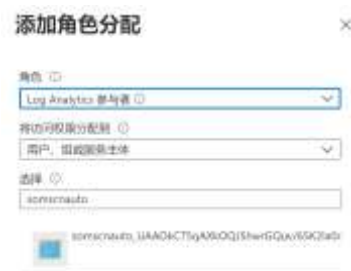 添加角色分配
角色
Log Analytics 参与者
将访问权限分配到
用户、组或服务主体
选择
somscnauto